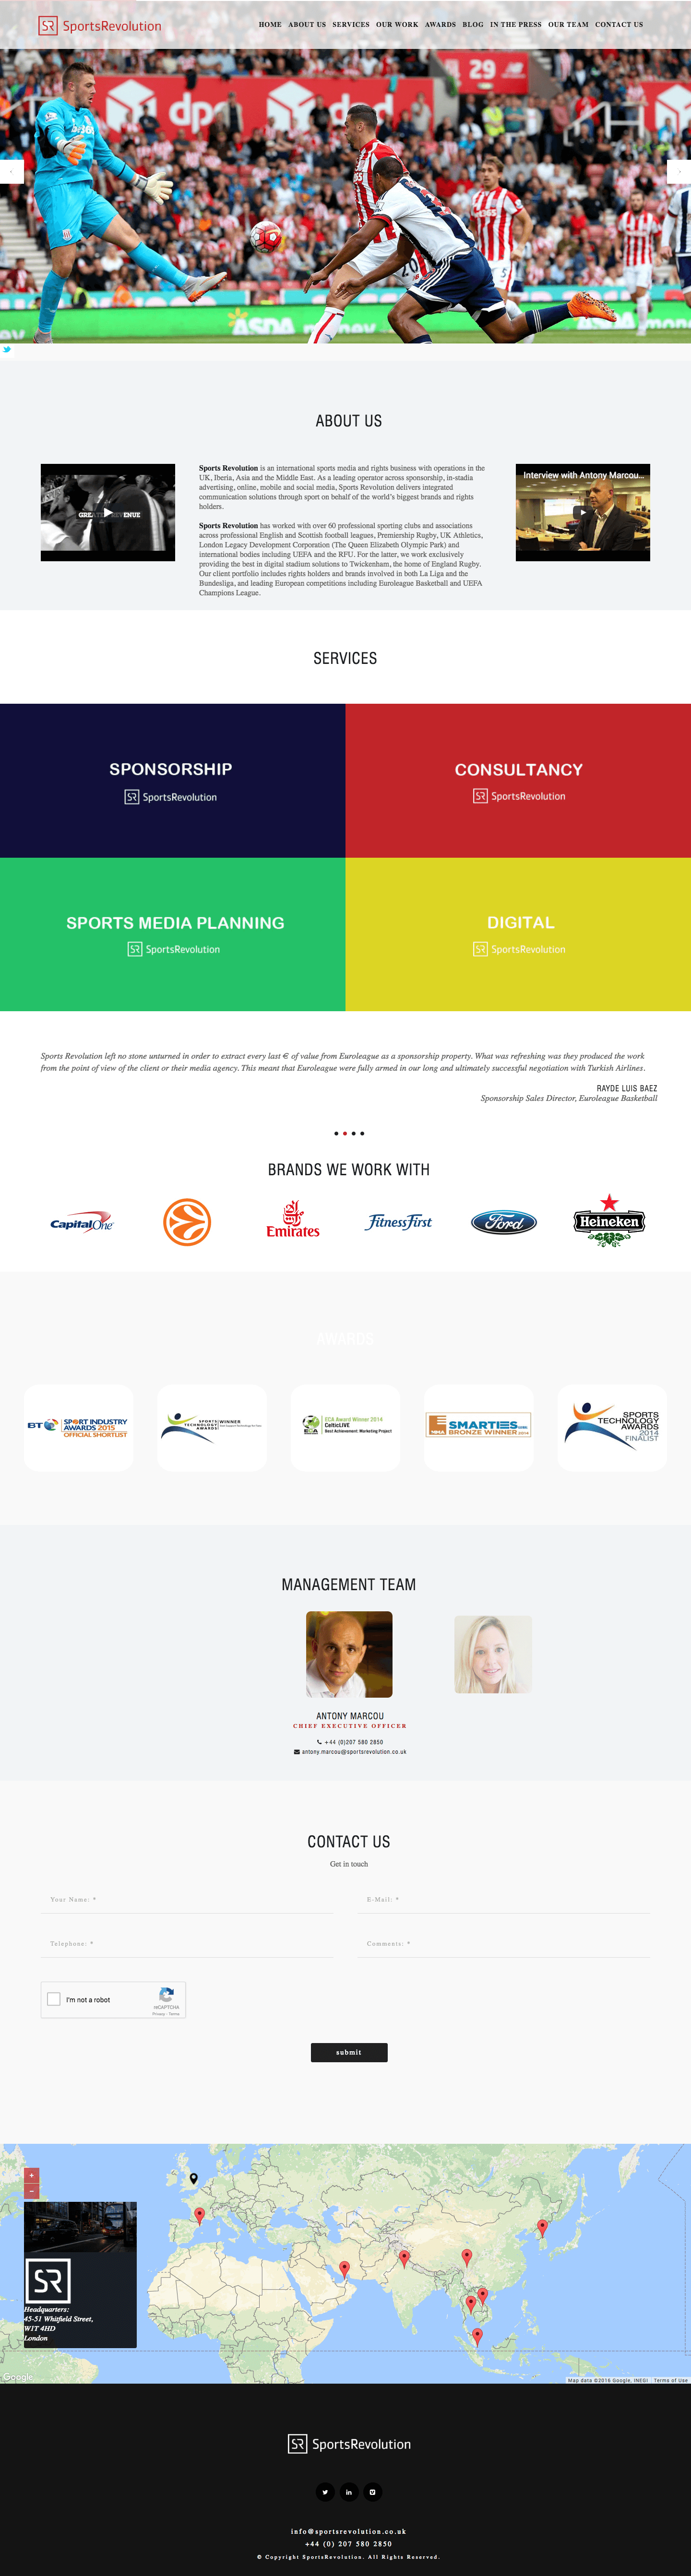 SR SportsRevolution
HOME ABOUT US SERVICES OUR WORK AWARDS BLOG IN THE PRESS OUR TEAM CONTACT US
29
dpd
ASDA money
ABOUT US
Sports Revolution is an international sports media and rights business with operations in the
UK, Iberia, Asia and the Middle East. As a leading operator across sponsorship, in-stadia
advertising, online, mobile and social media, Sports Revolution delivers integrated
communication solutions through sport on behalf of the world's biggest brands and rights
holders.
Sports Revolution has worked with over 60 professional sporting clubs and associations
across professional English and Scottish football leagues, Premiership Rugby, UK Athletics,
London Legacy Development Corporation (The Queen Elizabeth Olympic Park) and
international bodies including UEFA and the RFU. For the latter, we work exclusively
providing the best in digital stadium solutions to Twickenham, the home of England Rugby.
Our client portfolio includes rights holders and brands involved in both La Liga and the
Bundesliga, and leading European competitions including Euroleague Basketball and UEFA
Champions League.
Interview with Antony Marcou...
SERVICES
SPONSORSHIP
SR SportsRevolution
CONSULTANCY
SR SportsRevolution
SPORTS MEDIA PLANNING
SR SportsRevolution
DIGITAL
SR SportsRevolution
Sports Revolution left no stone unturned in order to extract every last € of value from Euroleague as a sponsorship property. What was refreshing was they produced the work
from the point of view of the client or their media agency. This meant that Euroleague were fully armed in our long and ultimately successful negotiation with Turkish Airlines.
RAYDE LUIS BAEZ
Sponsorship Sales Director, Euroleague Basketball
BRANDS WE WORK WITH
Capital One
Emirates
Fitness First
Ford
Heineken
AWARDS
BT SPORT INDUSTRY
AWARDS 2015
OFFICIAL SHORTLIST
SPORTS
TECHNOLOGY
AWARDS
WINNER
ECA Award Winner 2014
CelticLIVE
Best Achievement: Marketing Project
ECA
MMA SMARTIES
BRONZE WINNER 2014
SPORTS
TECHNOLOGY
AWARDS
2014
FINALIST
MANAGEMENT TEAM
ANTONY MARCOU
CHIEF EXECUTIVE OFFICER
+44 (0)207 580 2850
antony.marcou@sportsrevolution.co.uk
CONTACT US
Get in touch
Your Name: *
E-Mail: *
Telephone: *
Comments: *
I'm not a robot
reCAPTCHA
Privacy - Terms
submit
+
−
SR
Headquarters:
45-51 Whitfield Street,
W1T 4HD
London
Google
Map data ©2016 Google, INEGI Terms of Use
SR SportsRevolution
info@sportsrevolution.co.uk
+44 (0) 207 580 2850
© Copyright SportsRevolution. All Rights Reserved.